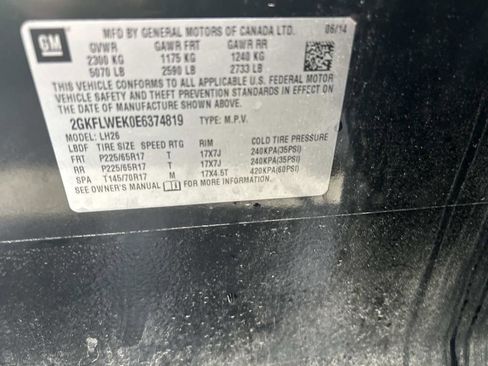 GM
MFD BY GENERAL MOTORS OF CANADA LTD. 06/14
GVWR GAWR FRT GAWR RR
2300 KG 1175 KG 1240 KG
5070 LB 2590 LB 2733 LB
THIS VEHICLE CONFORMS TO ALL APPLICABLE U.S. FEDERAL MOTOR
VEHICLE SAFETY, BUMPER, AND THEFT PREVENTION STANDARDS IN
EFFECT ON THE DATE OF MANUFACTURE SHOWN ABOVE.
2GKFLWEK0E6374819 TYPE: M.P.V.
MODEL: LH26
LBDF TIRE SIZE SPEED RTG RIM COLD TIRE PRESSURE
FRT P225/65R17 T 17X7J 240KPA(35PSI)
RR P225/65R17 T 17X7J 240KPA(35PSI)
SPA T145/70R17 M 17X4.5T 420KPA(60PSI)
SEE OWNER'S MANUAL FOR MORE INFORMATION.